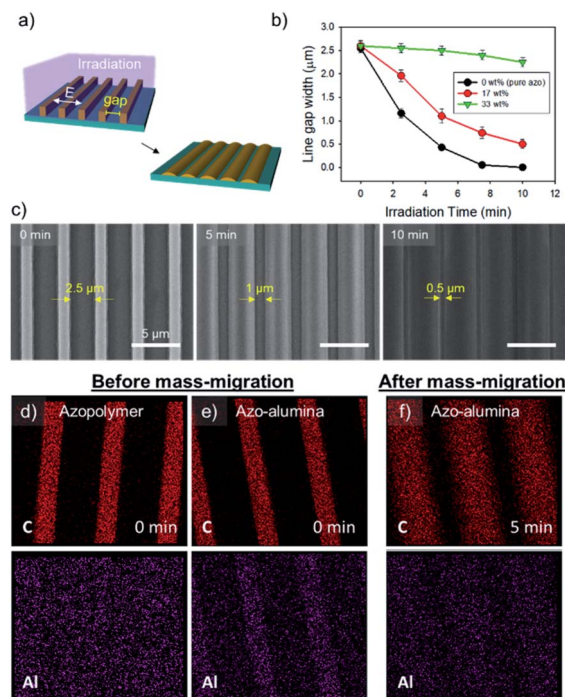 a)
Irradiation
E
gap
b)
Line gap width (μm)
3.0
2.5
2.0
1.5
1.0
0.5
0.0
0 wt% (pure azo)
17 wt%
33 wt%
0 2 4 6 8 10 12
Irradiation Time (min)
c)
0 min
2.5 μm
5 μm
5 min
1 μm
10 min
0.5 μm
Before mass-migration
After mass-migration
d) Azopolymer
C 0 min
Al
e) Azo-alumina
C 0 min
Al
f) Azo-alumina
C 5 min
Al